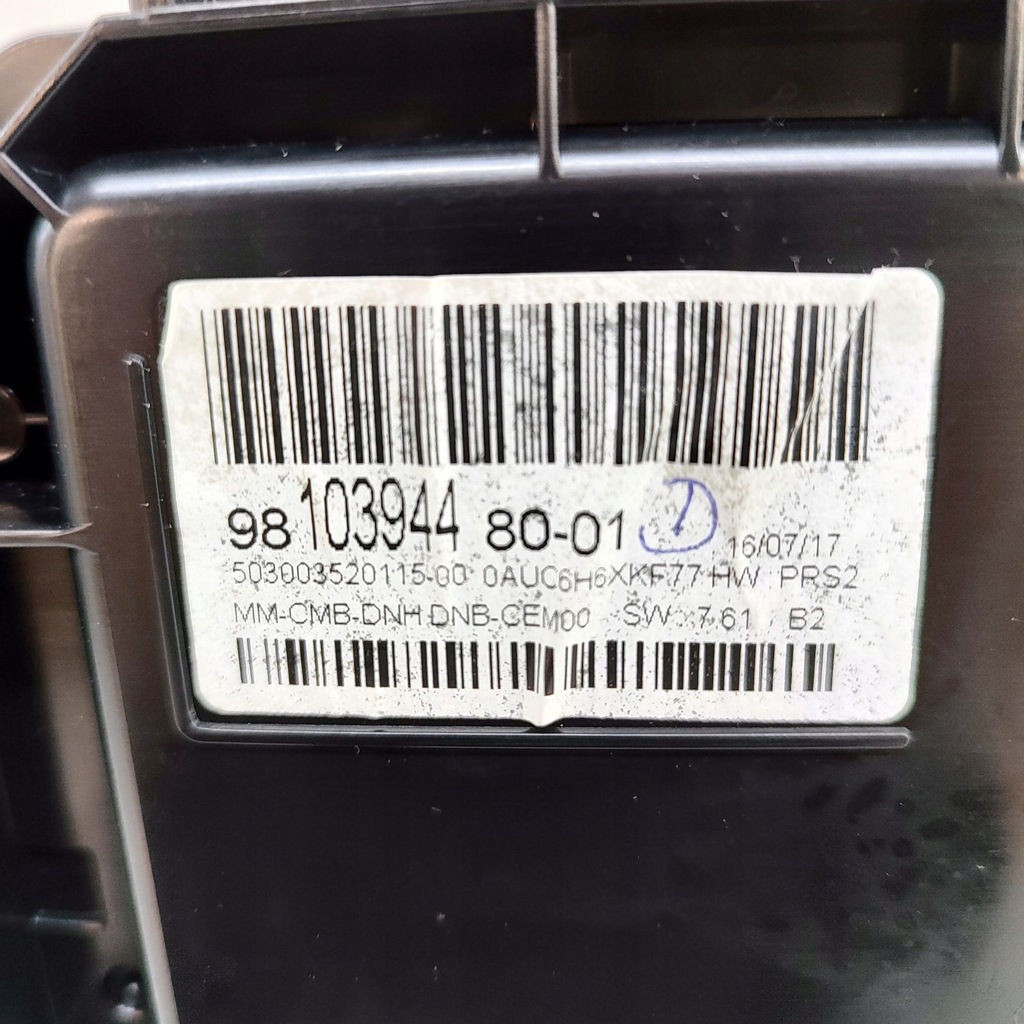 98 103944 80-01 1 16/07/17
503003520115-00 0AUC6H6XKF77 HW : PRS2
MM-CMB-DNH DNB-CEM00 SW : 7.61 B2